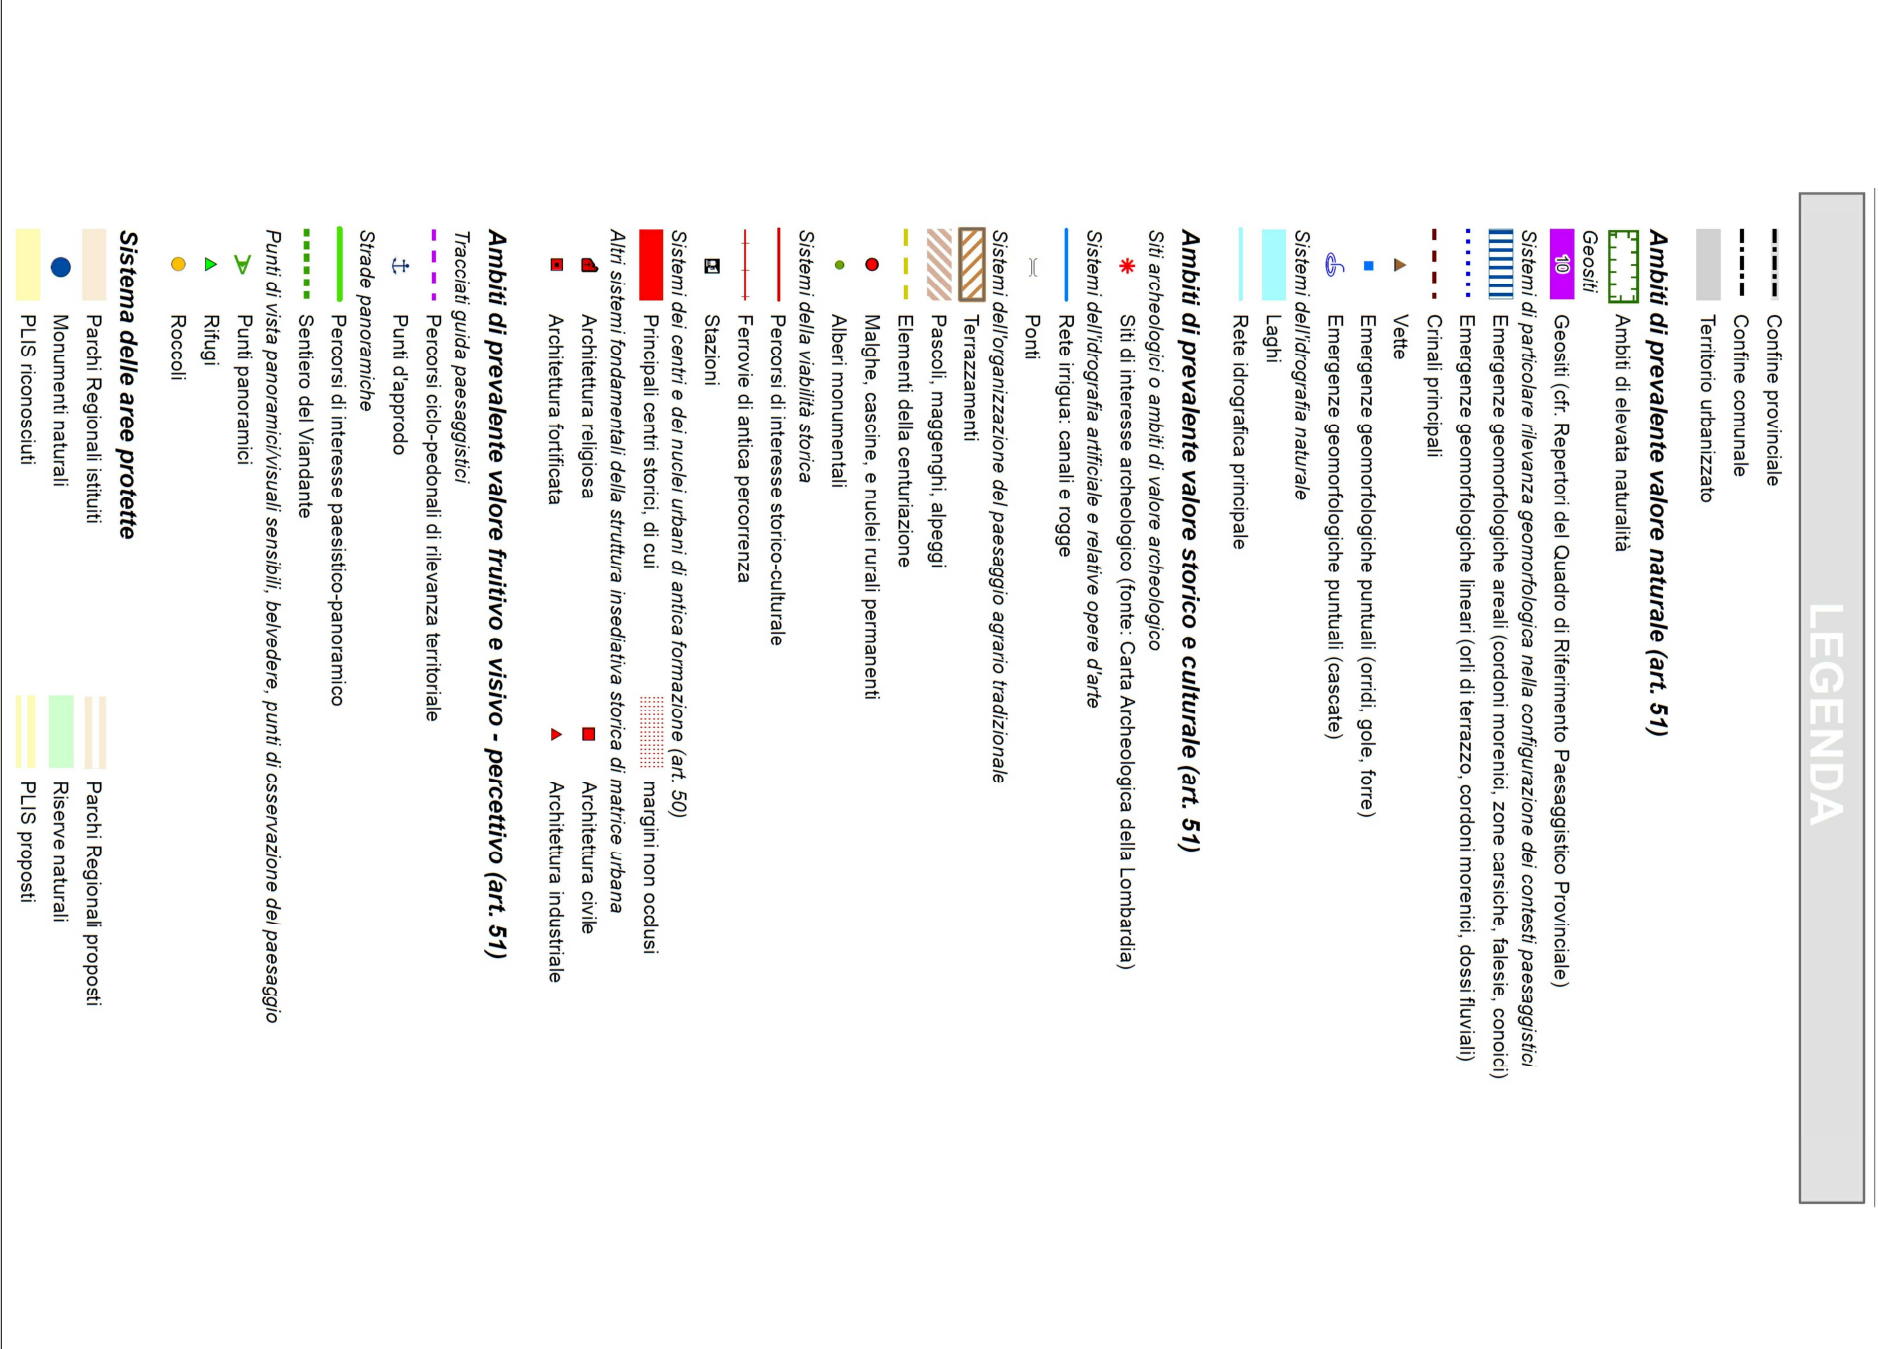 LEGENDA
Confine provinciale
Confine comunale
Territorio urbanizzato
Ambiti di prevalente valore naturale (art. 51)
Ambiti di elevata naturalità
Geositi
10 Geositi (cfr. Repertori del Quadro di Riferimento Paesaggistico Provinciale)
Sistemi di particolare rilevanza geomorfologica nella configurazione dei contesti paesaggistici
Emergenze geomorfologiche areali (cordoni morenici, zone carsiche, falesie, conoici)
Emergenze geomorfologiche lineari (orli di terrazzo, cordoni morenici, dossi fluviali)
Crinali principali
Vette
Emergenze geomorfologiche puntuali (orridi, gole, forre)
Emergenze geomorfologiche puntuali (cascate)
Sistemi dell'idrografia naturale
Laghi
Rete idrografica principale
Ambiti di prevalente valore storico e culturale (art. 51)
Siti archeologici o ambiti di valore archeologico
Siti di interesse archeologico (fonte: Carta Archeologica della Lombardia)
Sistemi dell'idrografia artificiale e relative opere d'arte
Rete irrigua: canali e rogge
Ponti
Sistemi dell'organizzazione del paesaggio agrario tradizionale
Terrazzamenti
Pascoli, maggenghi, alpeggi
Elementi della centuriazione
Malghe, cascine, e nuclei rurali permanenti
Alberi monumentali
Sistemi della viabilità storica
Percorsi di interesse storico-culturale
Ferrovie di antica percorrenza
Stazioni
Sistemi dei centri e dei nuclei urbani di antica formazione (art. 50)
Principali centri storici, di cui margini non occlusi
Altri sistemi fondamentali della struttura insediativa storica di matrice urbana
Architettura religiosa Architettura civile
Architettura fortificata Architettura industriale
Ambiti di prevalente valore fruitivo e visivo - percettivo (art. 51)
Tracciati guida paesaggistici
Percorsi ciclo-pedonali di rilevanza territoriale
Punti d'approdo
Strade panoramiche
Percorsi di interesse paesistico-panoramico
Sentiero del Viandante
Punti di vista panoramici/visuali sensibili, belvedere, punti di osservazione del paesaggio
Punti panoramici
Rifugi
Roccoli
Sistema delle aree protette
Parchi Regionali istituiti Parchi Regionali proposti
Monumenti naturali Riserve naturali
PLIS riconosciuti PLIS proposti